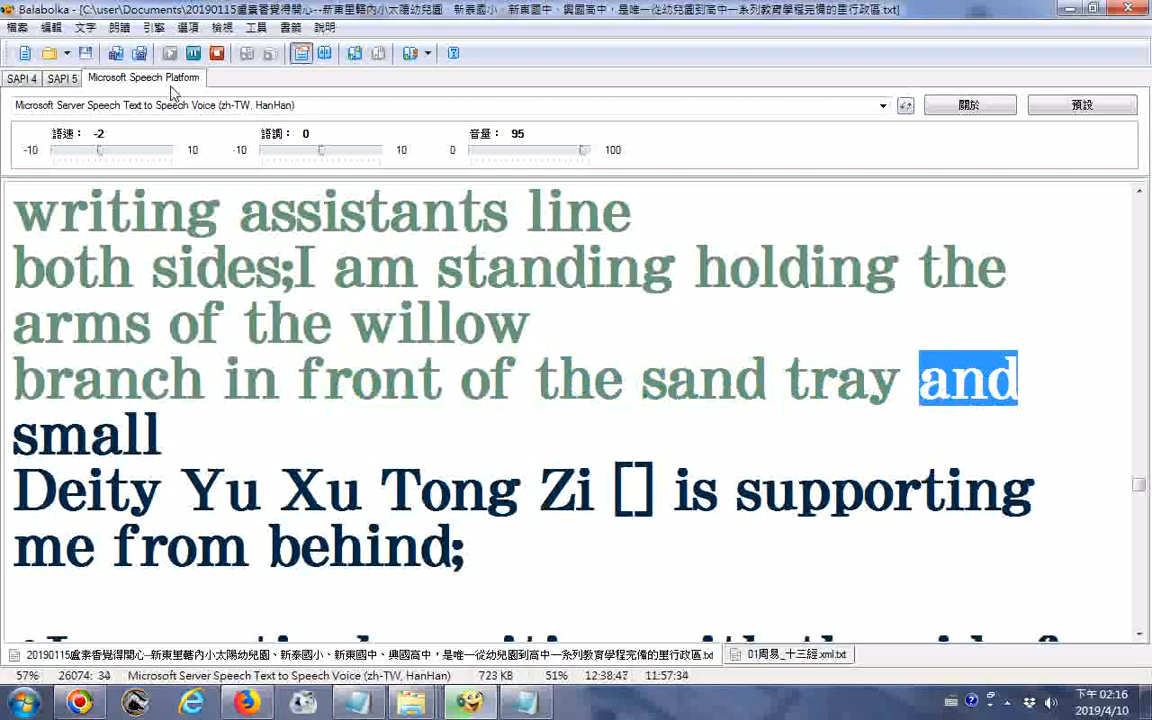 Balabolka - [C:\user\Documents\20190115盧素香覺得開心--新東里轄內小太陽幼兒園、新泰國小、新東國中、興國高中，是唯一從幼兒園到高中一系列教育學程完備的里行政區.txt]
檔案 編輯 文字 朗讀 引擎 選項 檢視 工具 書籤 說明
SAPI 4 SAPI 5 Microsoft Speech Platform
Microsoft Server Speech Text to Speech Voice (zh-TW, HanHan) 關於 預設
語速： -2 語調： 0 音量： 95
-10 10 -10 10 0 100
writing assistants line
both sides;I am standing holding the
arms of the willow
branch in front of the sand tray and
small
Deity Yu Xu Tong Zi [] is supporting
me from behind;
20190115盧素香覺得開心--新東里轄內小太陽幼兒園、新泰國小、新東國中、興國高中，是唯一從幼兒園到高中一系列教育學程完備的里行政區.txt 01周易_十三經.xml.txt
57% 26074: 34 Microsoft Server Speech Text to Speech Voice (zh-TW, HanHan) 723 KB 51% 12:38:47 11:57:34
下午 02:16
2019/4/10